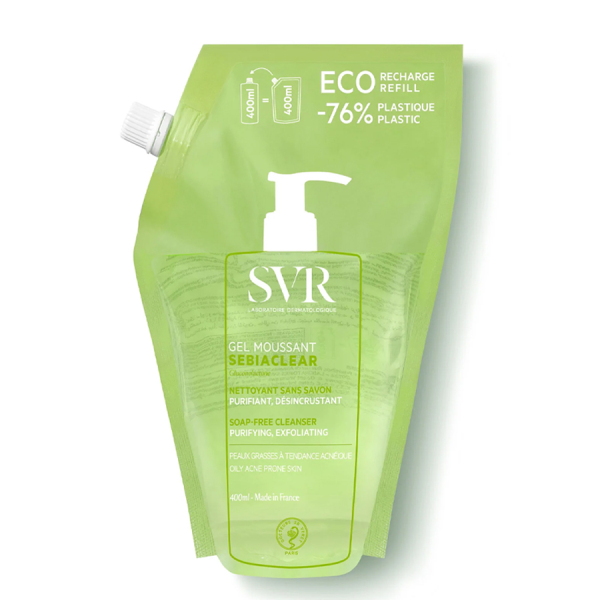 ECO RECHARGE
REFILL
-76% PLASTIQUE
PLASTIC
400ml = 400ml
SVR
LABORATOIRE DERMATOLOGIQUE
GEL MOUSSANT
SEBIACLEAR
NETTOYANT SANS SAVON
PURIFIANT, DÉSINCRUSTANT
SOAP-FREE CLEANSER
PURIFYING, EXFOLIATING
PEAUX GRASSES À TENDANCE ACNÉIQUE
OILY ACNE PRONE SKIN
400ml - Made in France
PARIS